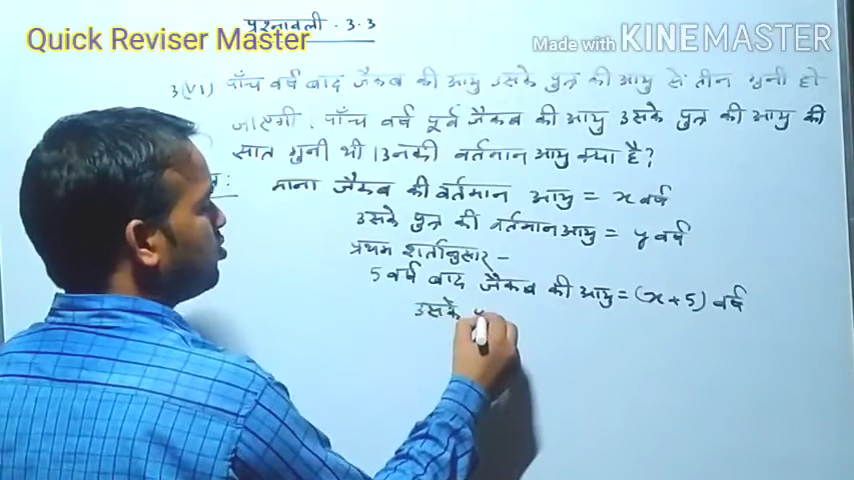 प्रश्नावली . 3.3
Quick Reviser Master
Made with KINEMASTER
3(VI) पाँच वर्ष बाद जैकब की आयु उसके पुत्र की आयु से तीन गुनी हो
जाएगी . पाँच वर्ष पूर्व जैकब की आयु उसके पुत्र की आयु की
सात गुनी थी । उनकी वर्तमान आयु क्या है?
माना जैकब की वर्तमान आयु = x वर्ष
उसके पुत्र की वर्तमान आयु = y वर्ष
प्रथम शर्तानुसार -
5 वर्ष बाद जैकब की आयु = (x + 5) वर्ष
उसके